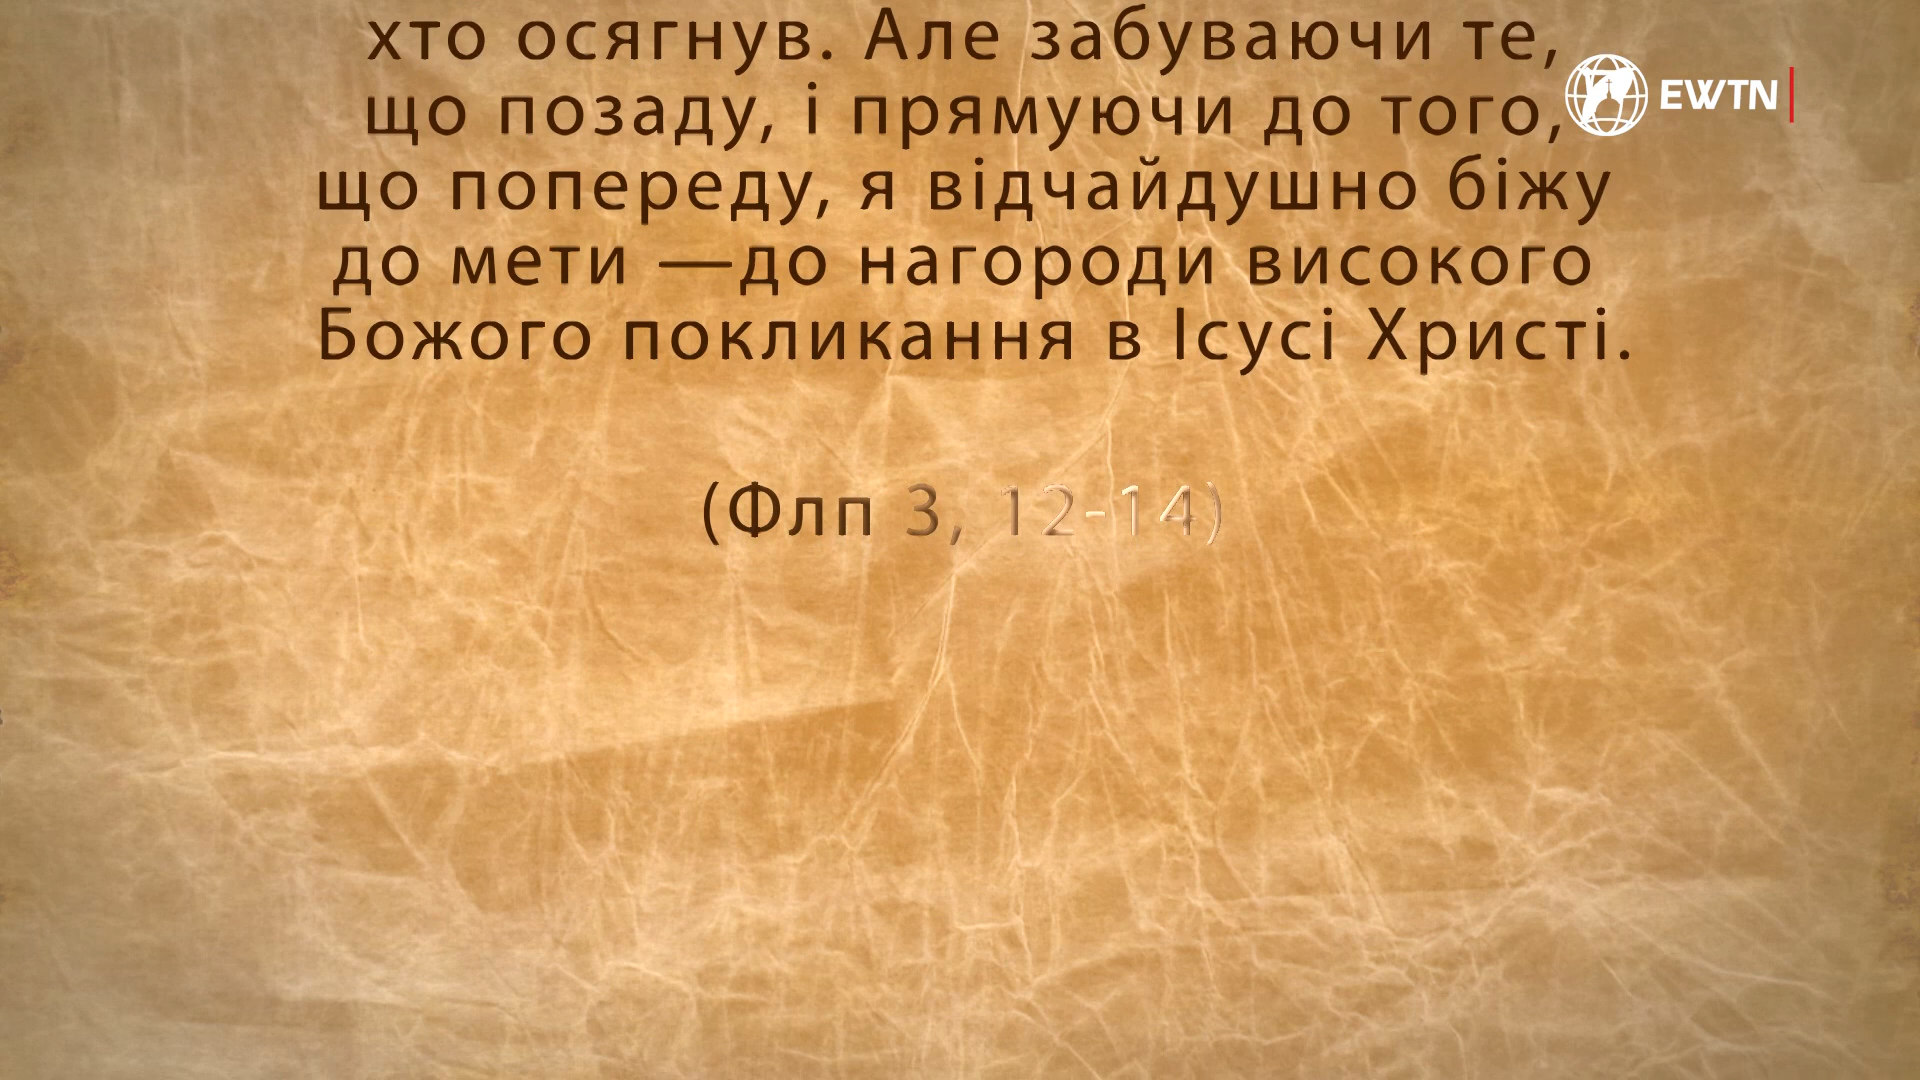 хто осягнув. Але забуваючи те,
що позаду, і прямуючи до того,
EWTN
що попереду, я відчайдушно біжу
до мети —до нагороди високого
Божого покликання в Ісусі Христі.
(Флп 3, 12-14)